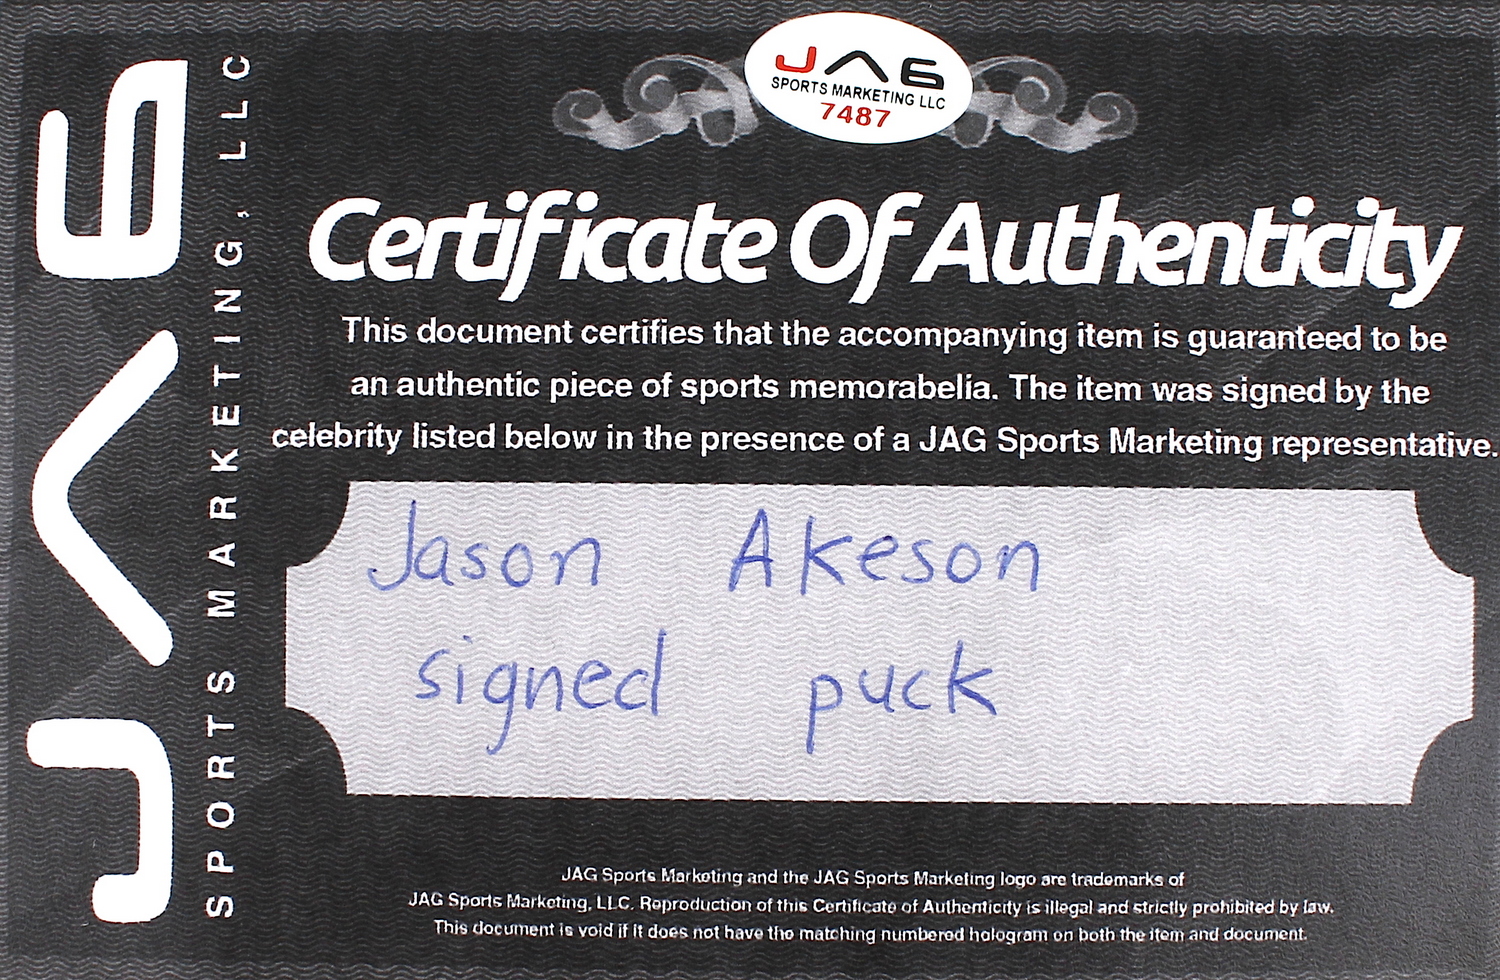 JAG
SPORTS MARKETING LLC
7487
JAG
SPORTS MARKETING, LLC
Certificate Of Authenticity
This document certifies that the accompanying item is guaranteed to be
an authentic piece of sports memorabelia. The item was signed by the
celebrity listed below in the presence of a JAG Sports Marketing representative.
Jason Akeson
signed puck
JAG Sports Marketing and the JAG Sports Marketing logo are trademarks of
JAG Sports Marketing, LLC. Reproduction of this Certificate of Authenticity is illegal and strictly prohibited by law.
This document is void if it does not have the matching numbered hologram on both the item and document.